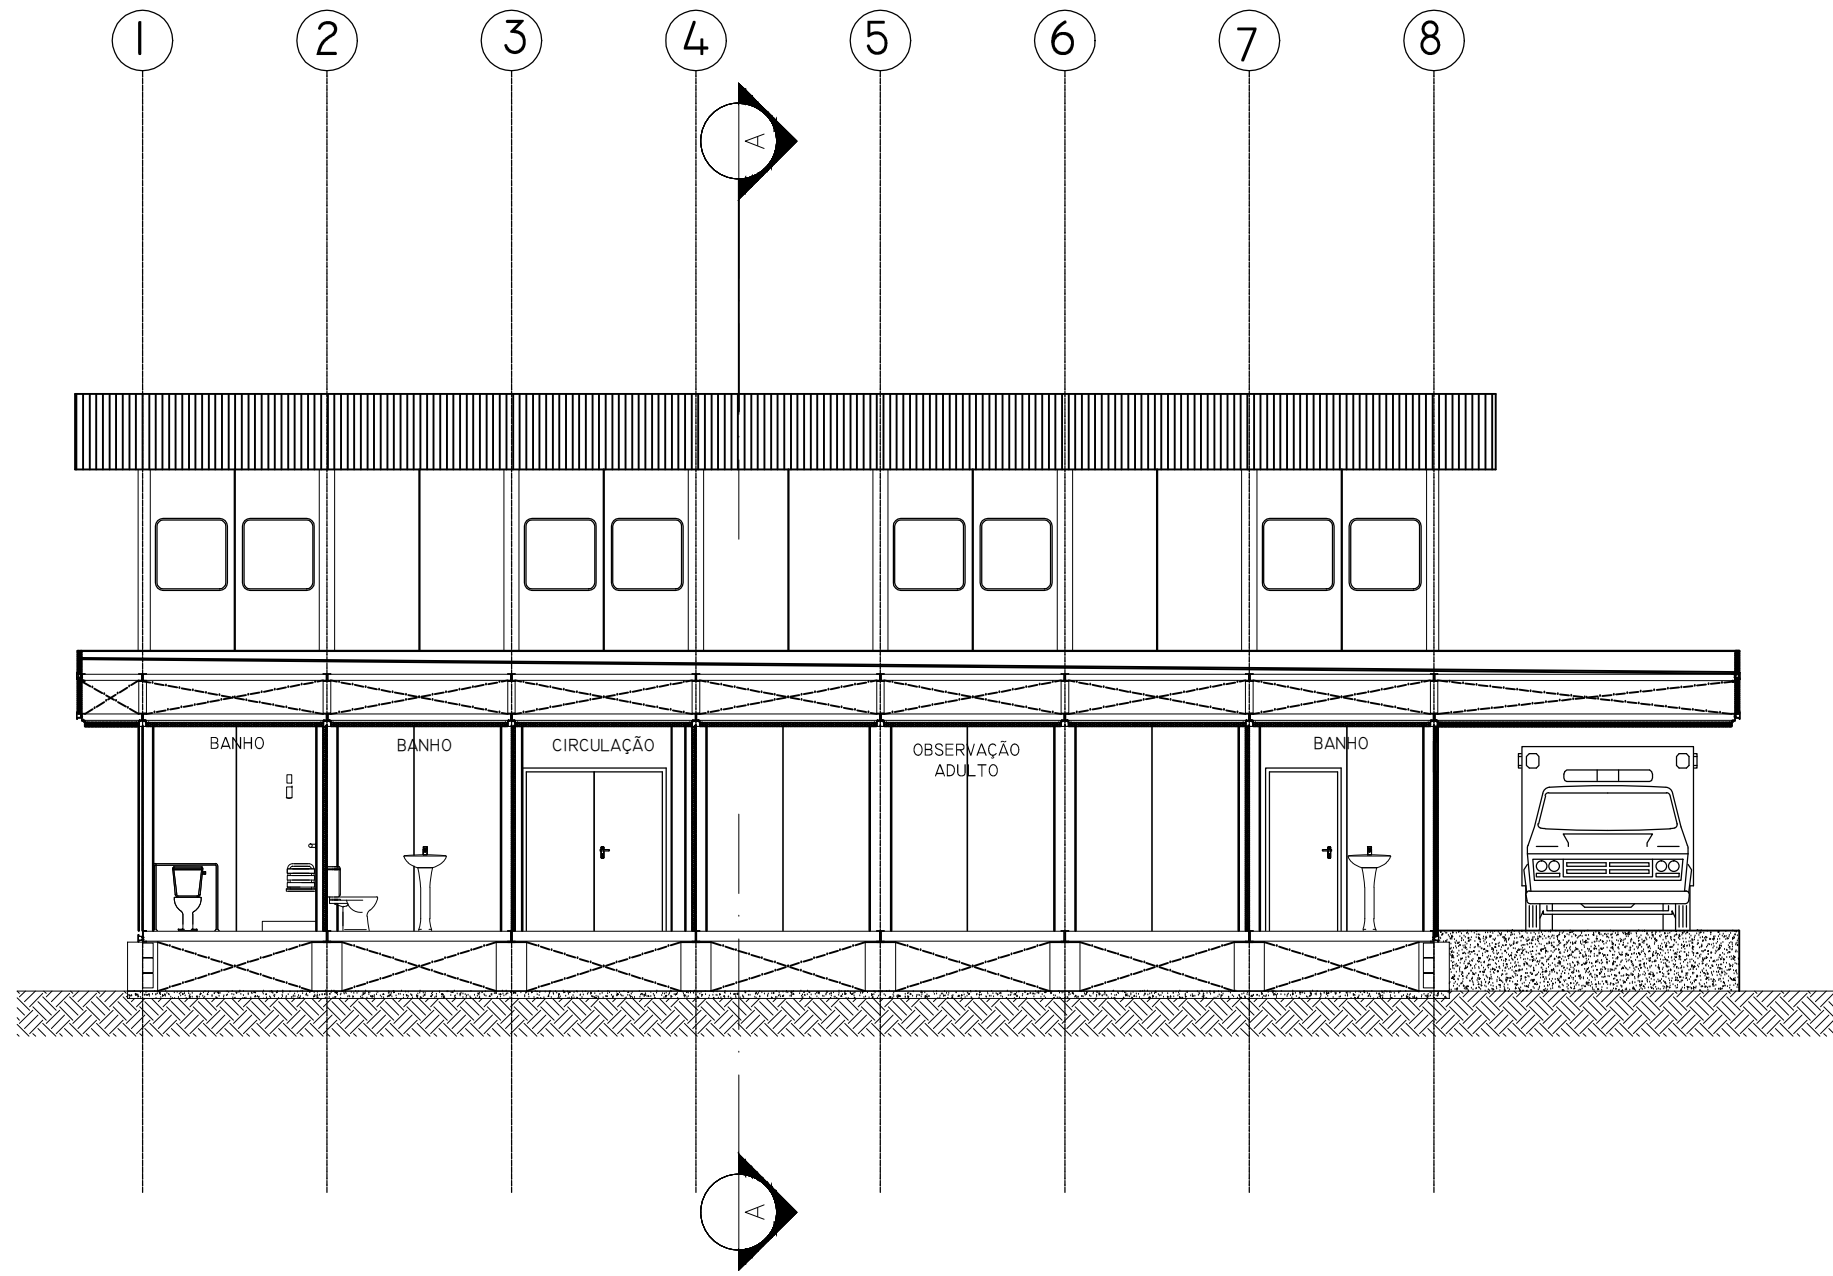 1 2 3 4 5 6 7 8
A
BANHO BANHO CIRCULAÇÃO OBSERVAÇÃO BANHO
ADULTO
A